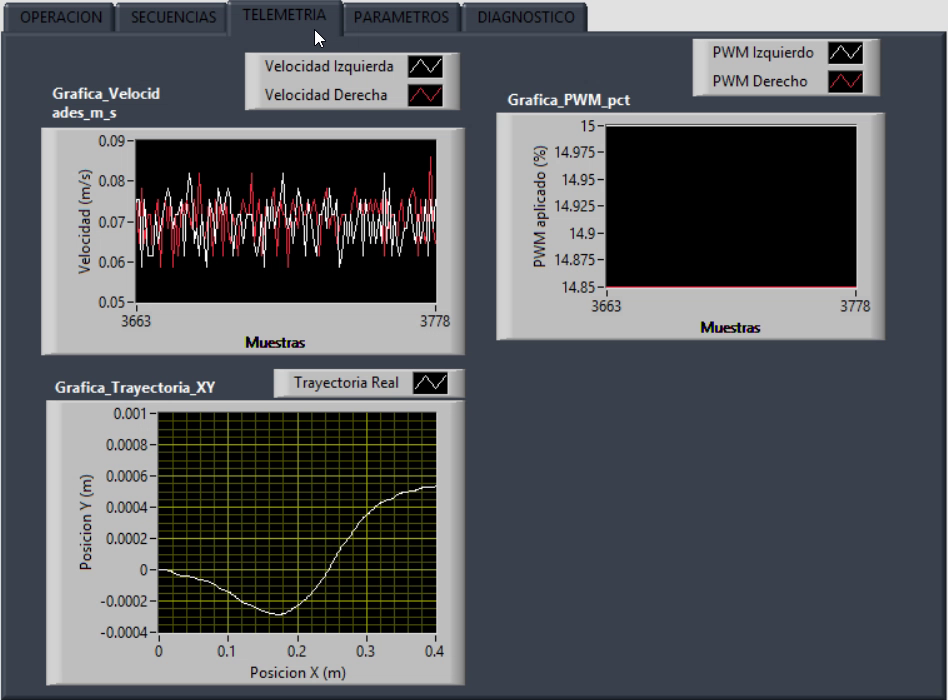 OPERACION SECUENCIAS TELEMETRIA PARAMETROS DIAGNOSTICO
Velocidad Izquierda
Velocidad Derecha
Grafica_Velocid
ades_m_s
0.09
0.08
0.07
0.06
0.05
Velocidad (m/s)
3663 3778
Muestras
PWM Izquierdo
PWM Derecho
Grafica_PWM_pct
15
14.975
14.95
14.925
14.9
14.875
14.85
PWM aplicado (%)
3663 3778
Muestras
Trayectoria Real
Grafica_Trayectoria_XY
0.001
0.0008
0.0006
0.0004
0.0002
0
-0.0002
-0.0004
Posicion Y (m)
0 0.1 0.2 0.3 0.4
Posicion X (m)